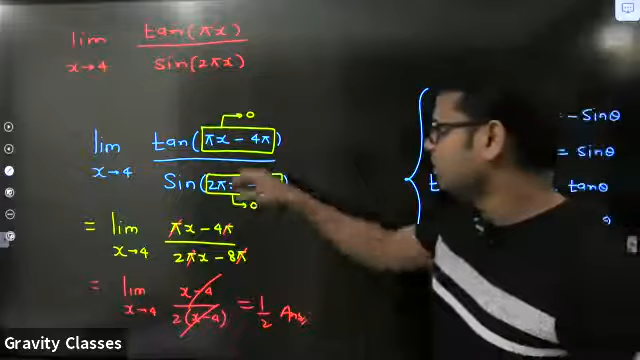 lim tan(πx)
x→4 sin(2πx)
→0
lim tan(πx - 4π)
x→4 Sin(2π
→0
= lim πx - 4π
x→4 2πx - 8π
= lim x - 4 = 1/2 Ans
x→4 2(x-4)
= -Sinθ
= sinθ
= tanθ
Gravity Classes